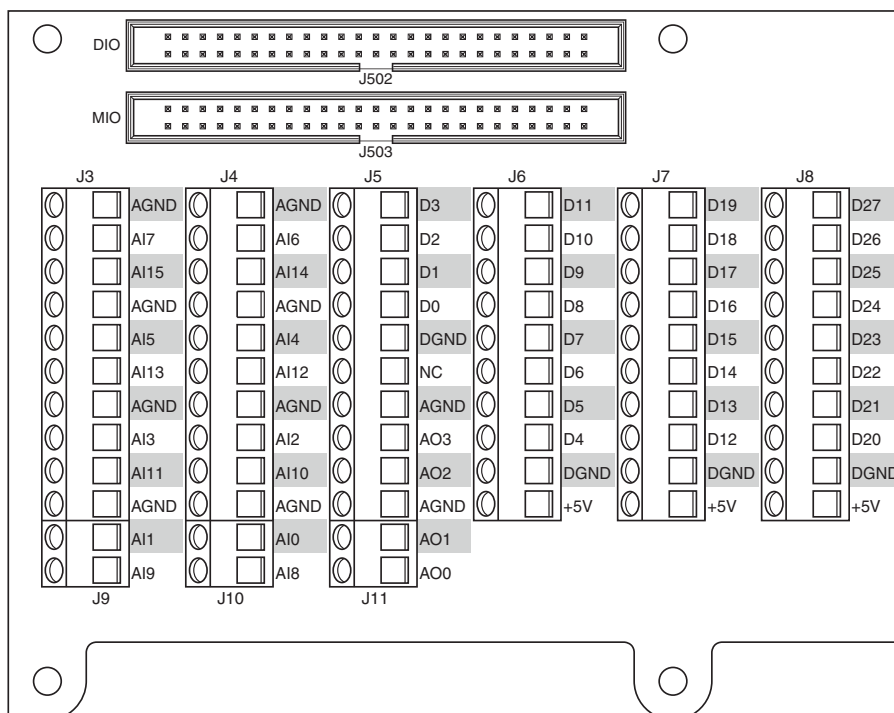 DIO
J502
MIO
J503
J3 J4 J5 J6 J7 J8
AGND AGND D3 D11 D19 D27
AI7 AI6 D2 D10 D18 D26
AI15 AI14 D1 D9 D17 D25
AGND AGND D0 D8 D16 D24
AI5 AI4 DGND D7 D15 D23
AI13 AI12 NC D6 D14 D22
AGND AGND AGND D5 D13 D21
AI3 AI2 AO3 D4 D12 D20
AI11 AI10 AO2 DGND DGND DGND
AGND AGND AGND +5V +5V +5V
AI1 AI0 AO1
AI9 AI8 AO0
J9 J10 J11